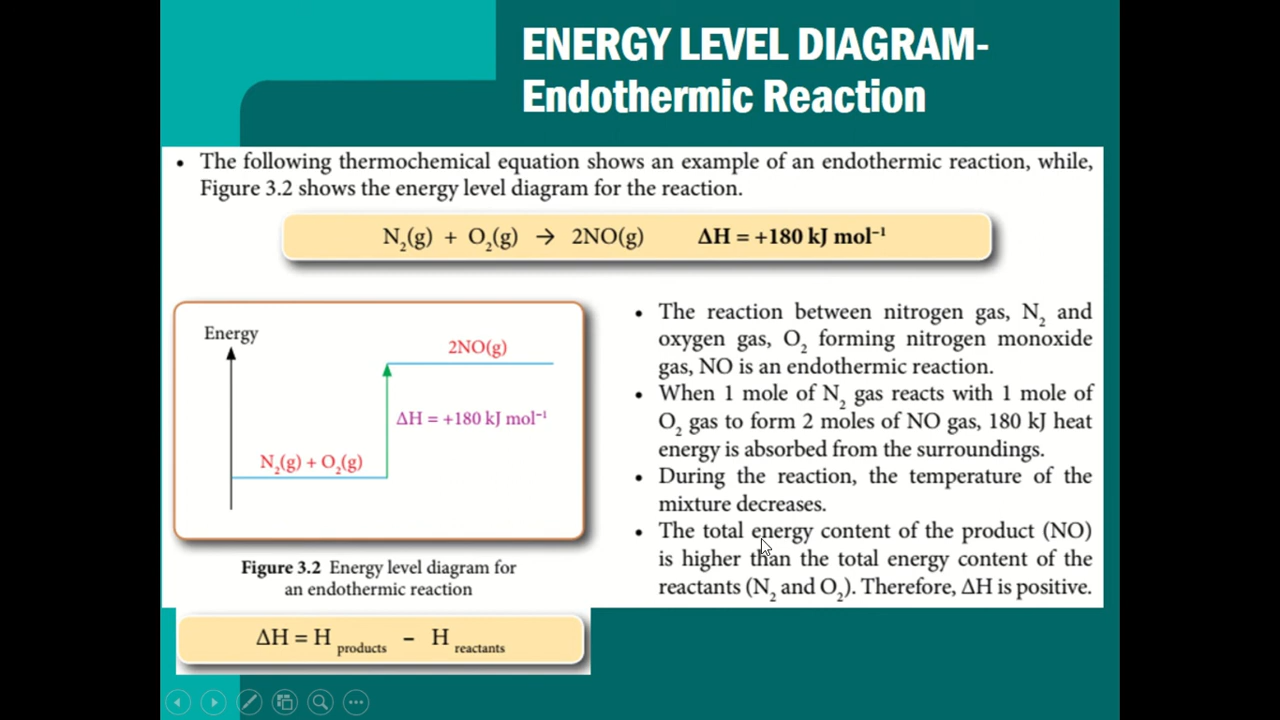 ENERGY LEVEL DIAGRAM-
Endothermic Reaction
• The following thermochemical equation shows an example of an endothermic reaction, while,
Figure 3.2 shows the energy level diagram for the reaction.
N₂(g) + O₂(g) → 2NO(g) ΔH = +180 kJ mol⁻¹
Energy
2NO(g)
ΔH = +180 kJ mol⁻¹
N₂(g) + O₂(g)
Figure 3.2 Energy level diagram for
an endothermic reaction
ΔH = H products – H reactants
• The reaction between nitrogen gas, N₂ and
oxygen gas, O₂ forming nitrogen monoxide
gas, NO is an endothermic reaction.
• When 1 mole of N₂ gas reacts with 1 mole of
O₂ gas to form 2 moles of NO gas, 180 kJ heat
energy is absorbed from the surroundings.
• During the reaction, the temperature of the
mixture decreases.
• The total energy content of the product (NO)
is higher than the total energy content of the
reactants (N₂ and O₂). Therefore, ΔH is positive.